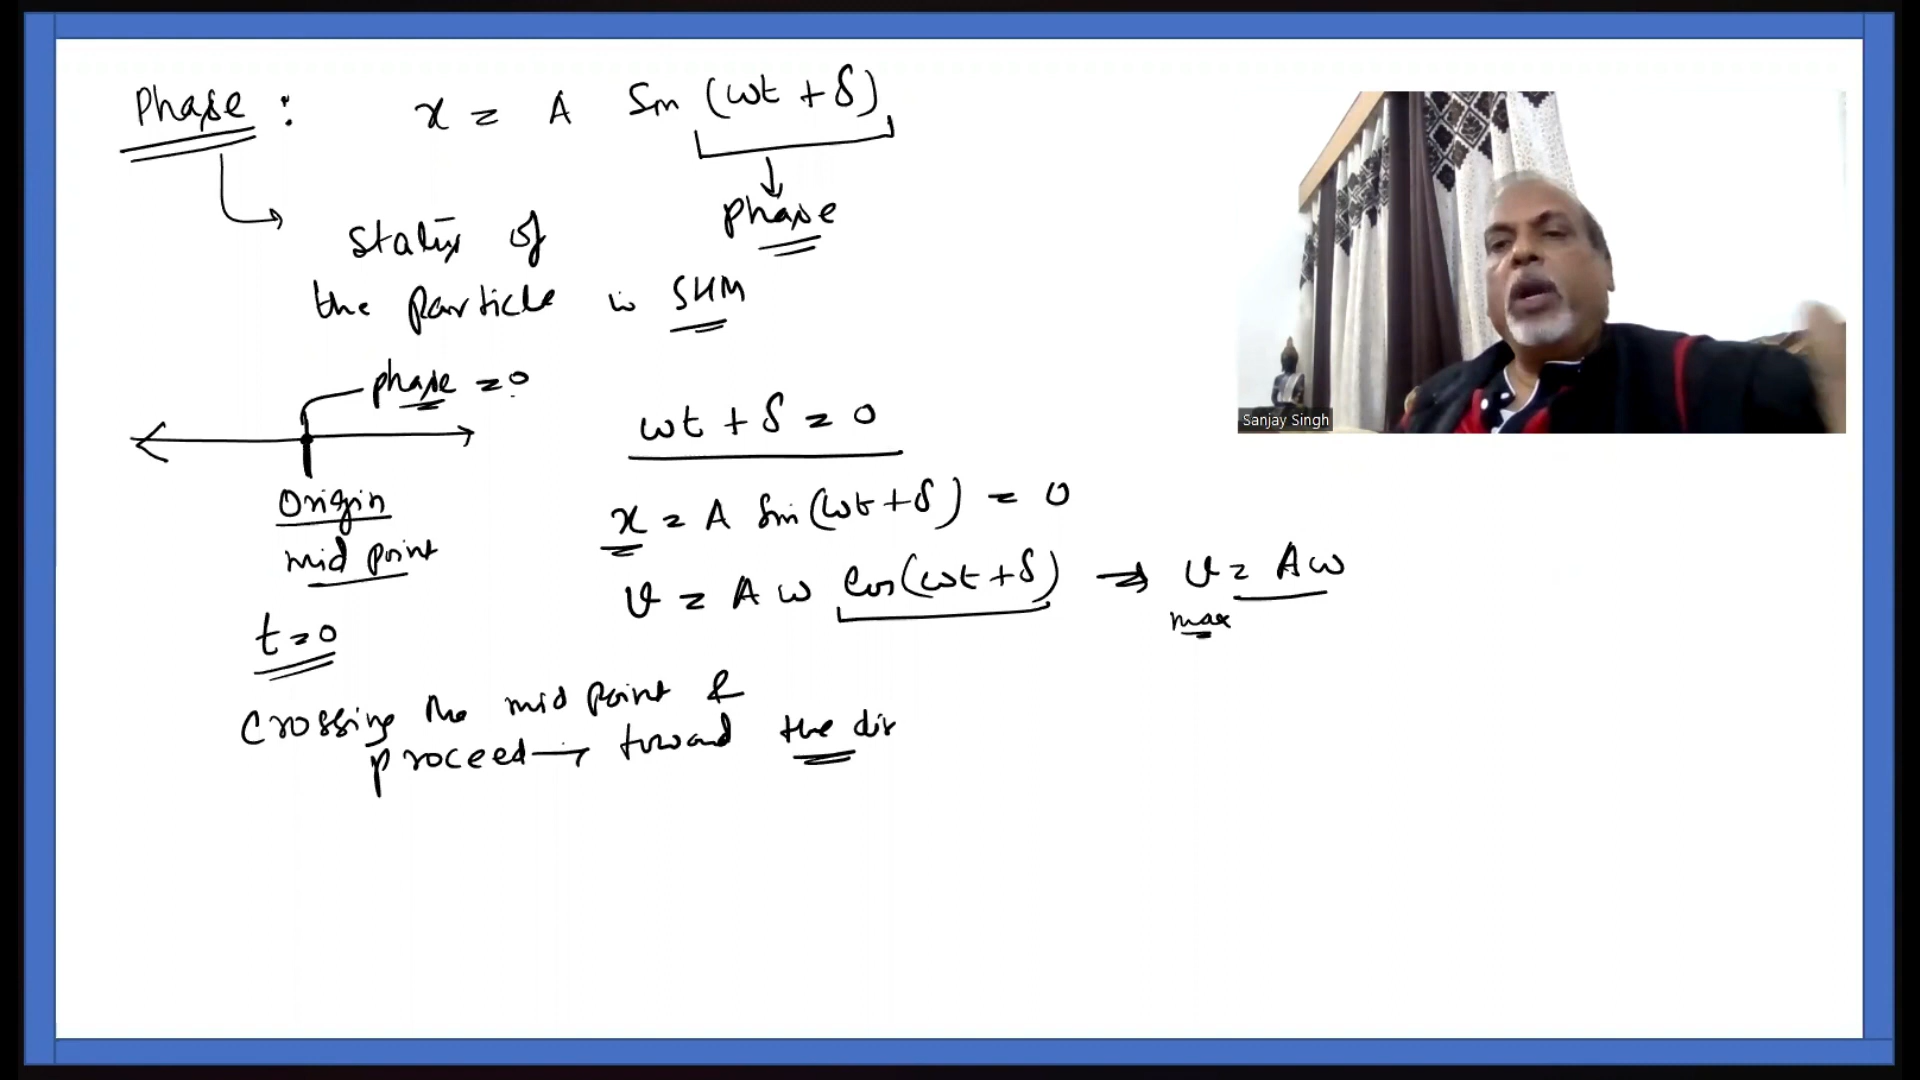 Phase : x = A Sin (ωt + δ)
phase
Status of
the particle in SHM
phase = 0
ωt + δ = 0
Origin
mid point
x = A Sin (ωt + δ) = 0
v = A ω Cos (ωt + δ) → v = A ω
max
t = 0
Crossing the mid point &
proceed → toward the dir
Sanjay Singh